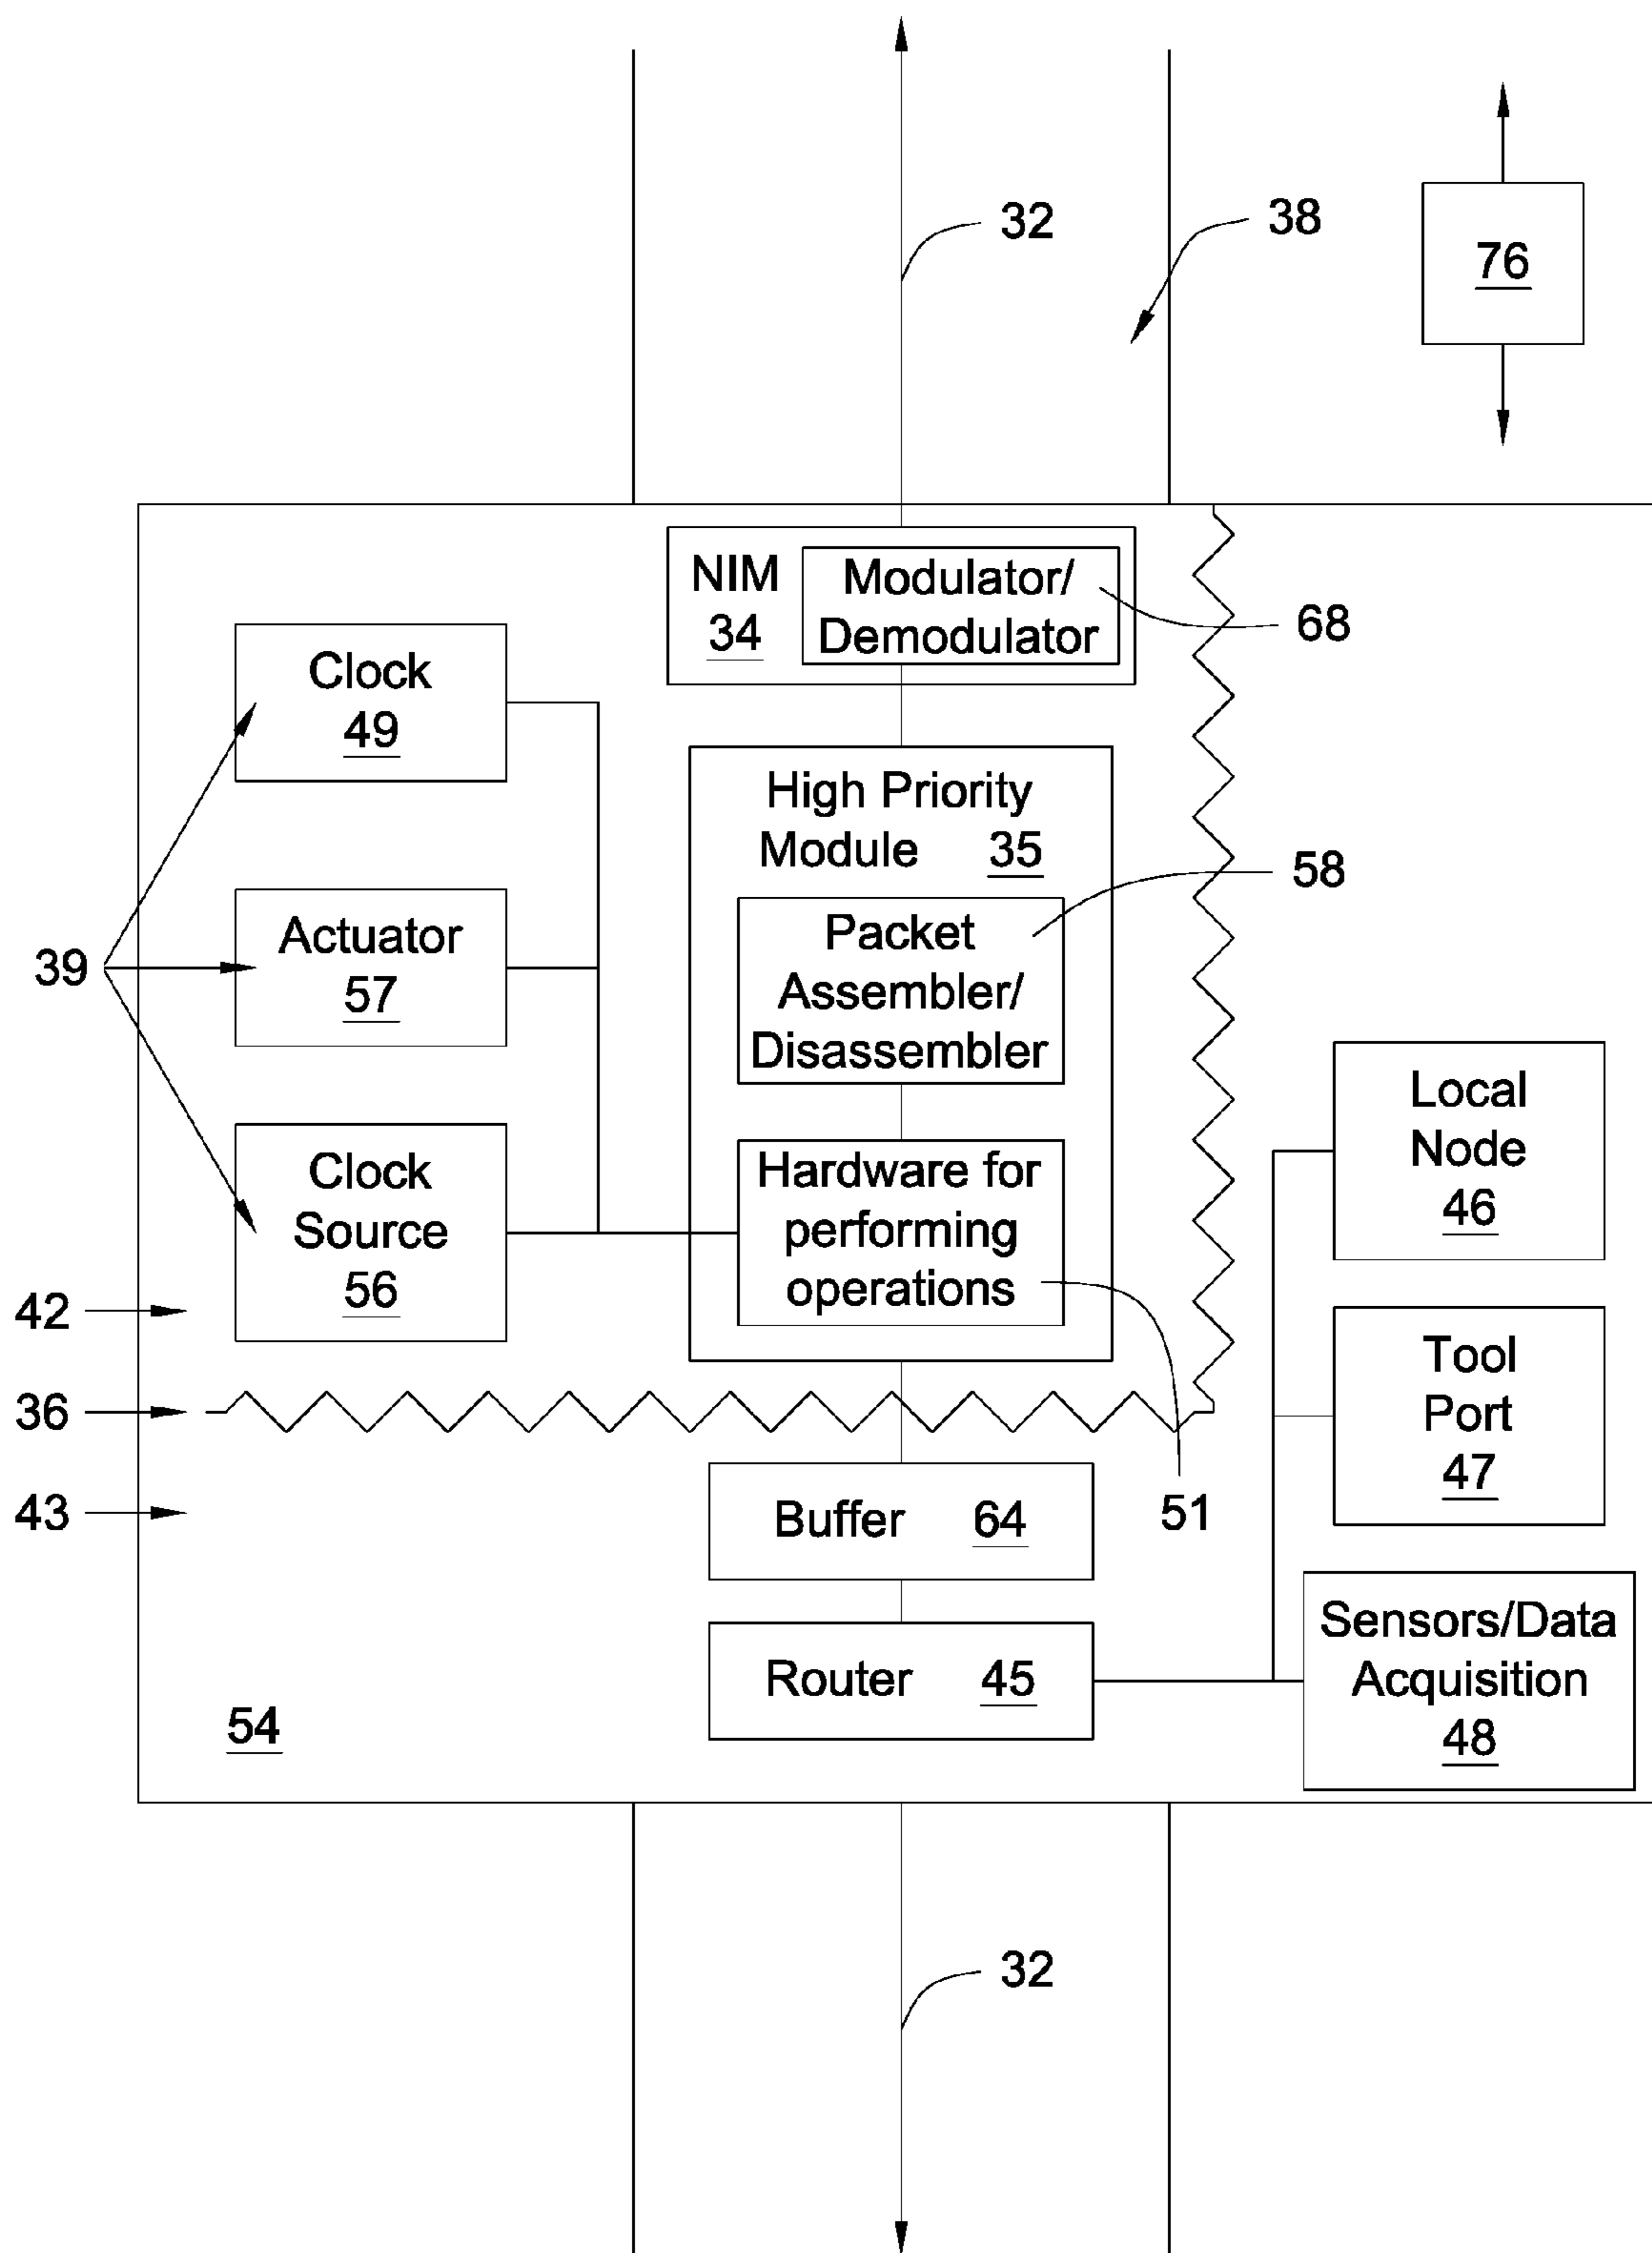 32
38
76
NIM
34
Modulator/
Demodulator
68
Clock
49
High Priority
Module 35
58
Packet
Assembler/
Disassembler
39
Actuator
57
Local
Node
46
Clock
Source
56
Hardware for
performing
operations
42
Tool
Port
47
36
43
51
Buffer 64
Sensors/Data
Acquisition
48
Router 45
54
32